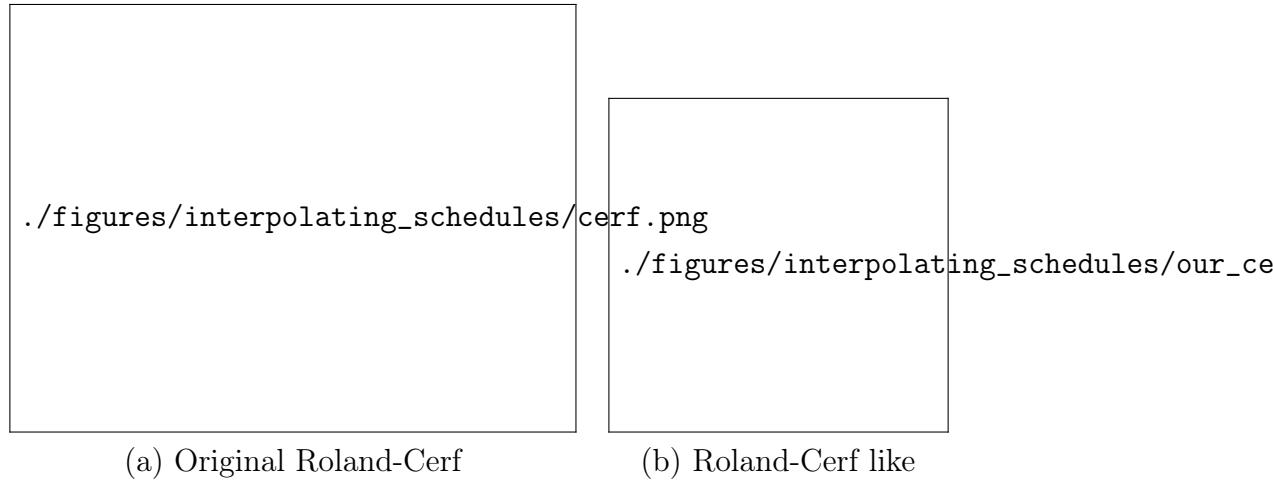 ./figures/interpolating_schedules/cerf.png
./figures/interpolating_schedules/our_ce
(a) Original Roland-Cerf
(b) Roland-Cerf like